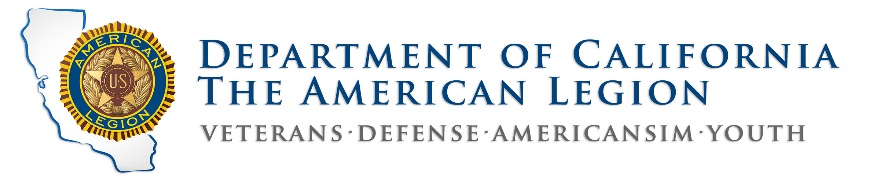 AMERICAN
US
LEGION
DEPARTMENT OF CALIFORNIA
THE AMERICAN LEGION
VETERANS·DEFENSE·AMERICANSIM·YOUTH